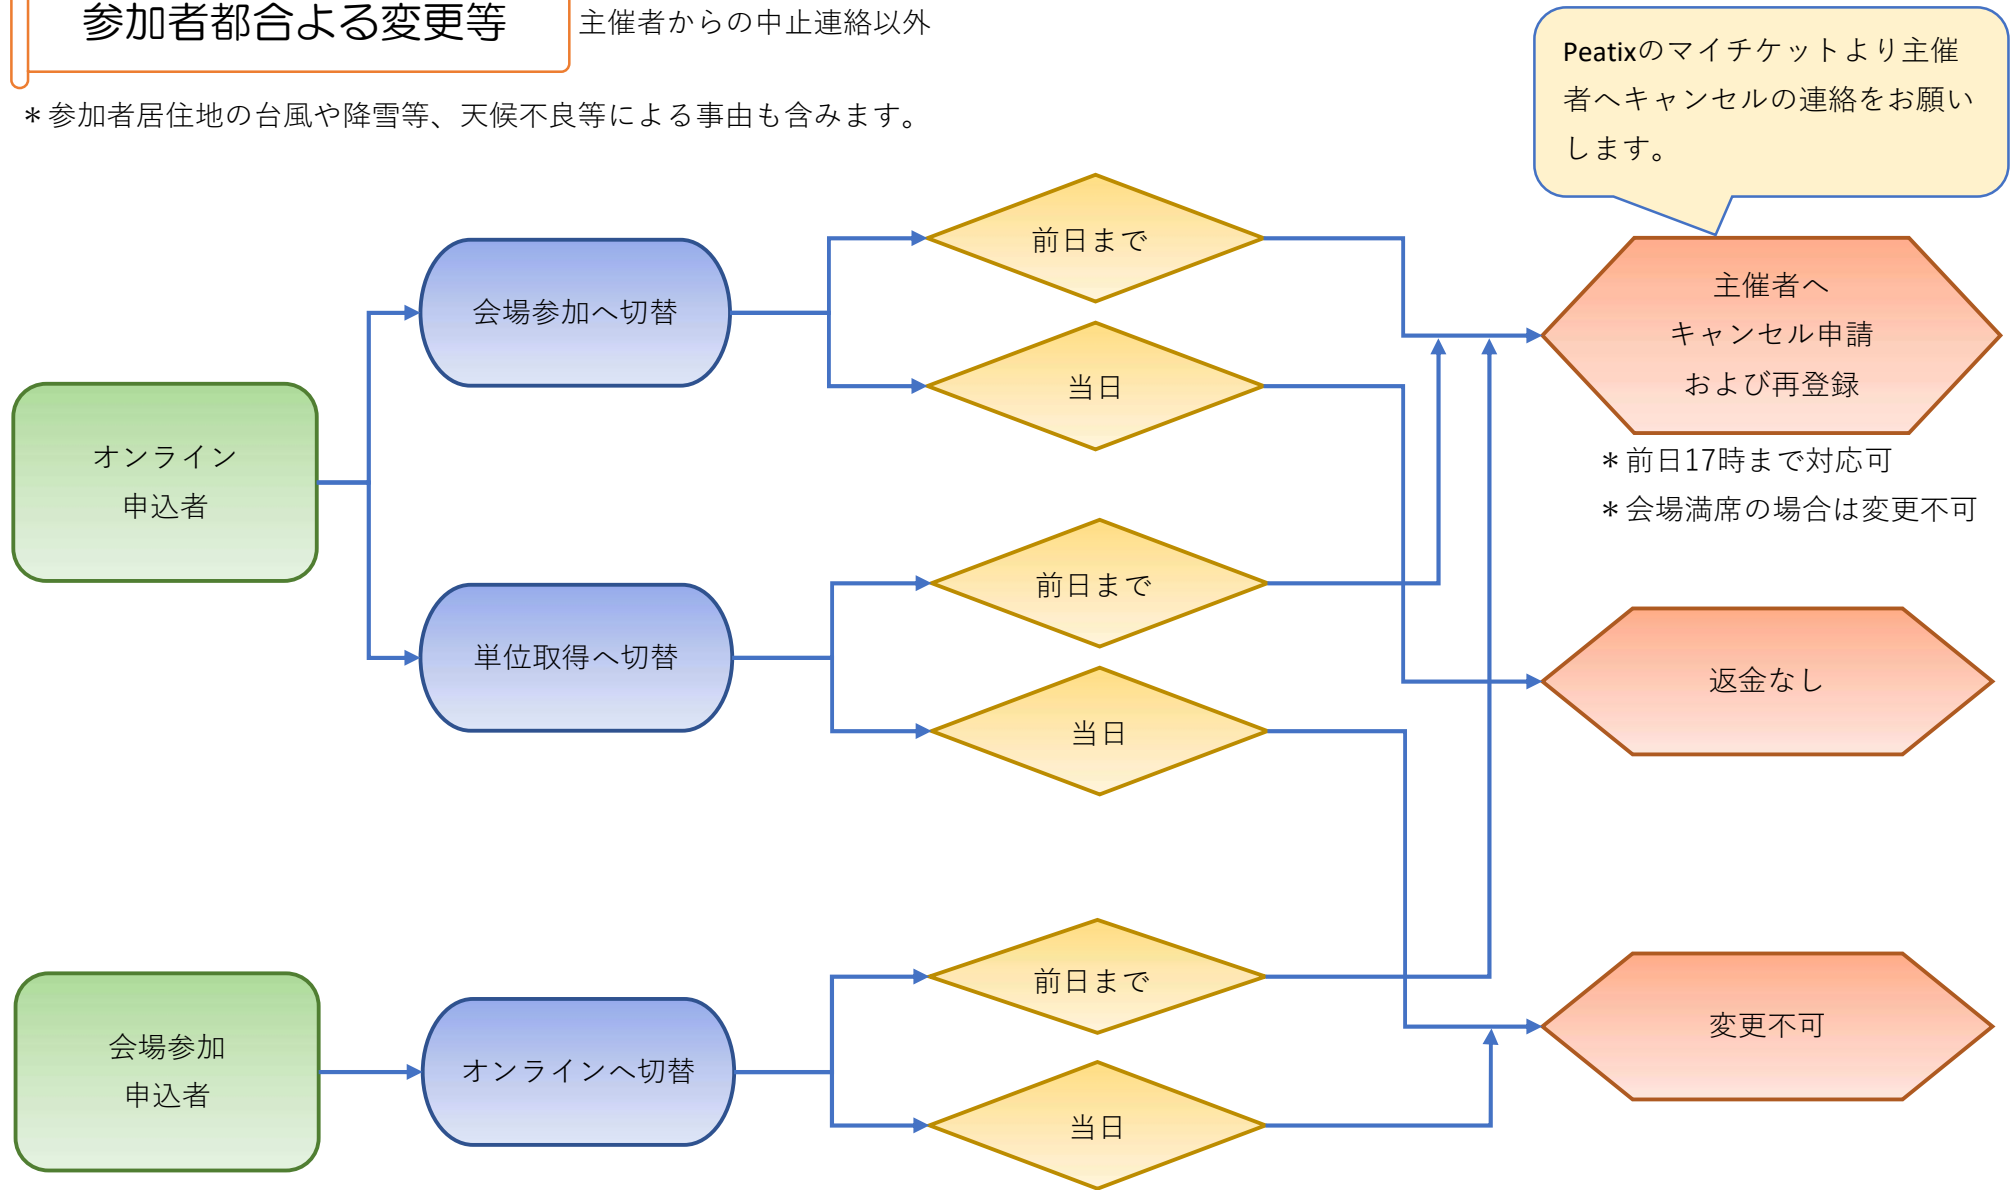 参加者都合よる変更等
主催者からの中止連絡以外
＊参加者居住地の台風や降雪等、天候不良等による事由も含みます。
Peatixのマイチケットより主催
者へキャンセルの連絡をお願い
します。
オンライン
申込者
会場参加へ切替
前日まで
当日
主催者へ
キャンセル申請
および再登録
＊前日17時まで対応可
＊会場満席の場合は変更不可
単位取得へ切替
前日まで
当日
返金なし
会場参加
申込者
オンラインへ切替
前日まで
当日
変更不可